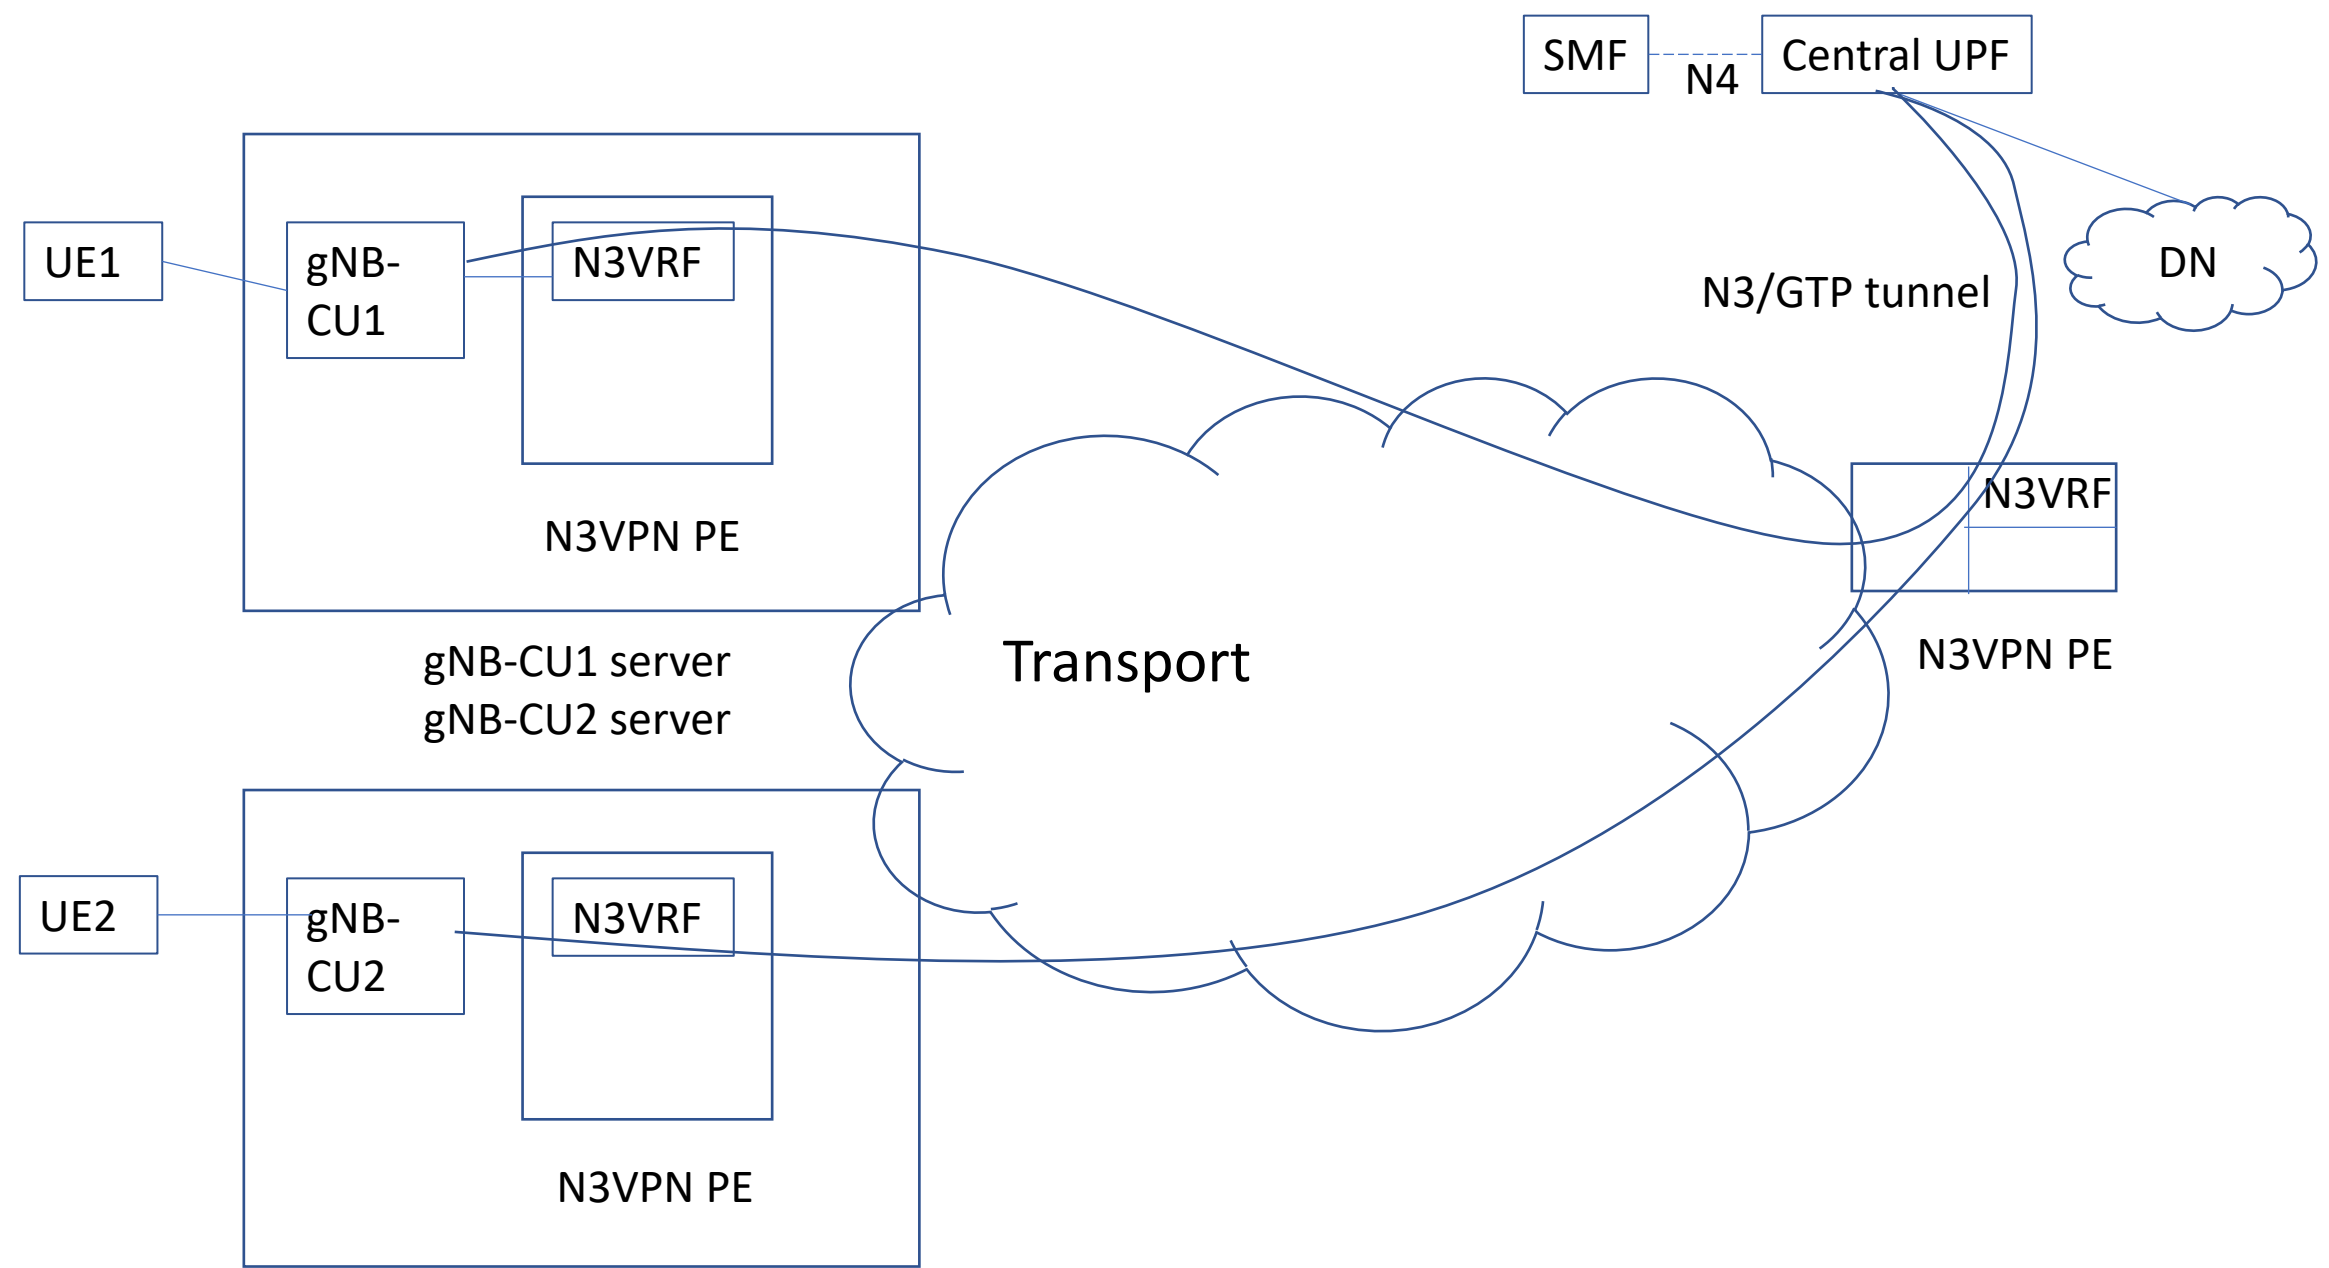 SMF
N4
Central UPF
UE1
gNB-
CU1
N3VRF
DN
N3/GTP tunnel
N3VPN PE
N3VRF
N3VPN PE
Transport
gNB-CU1 server
gNB-CU2 server
UE2
gNB-
CU2
N3VRF
N3VPN PE